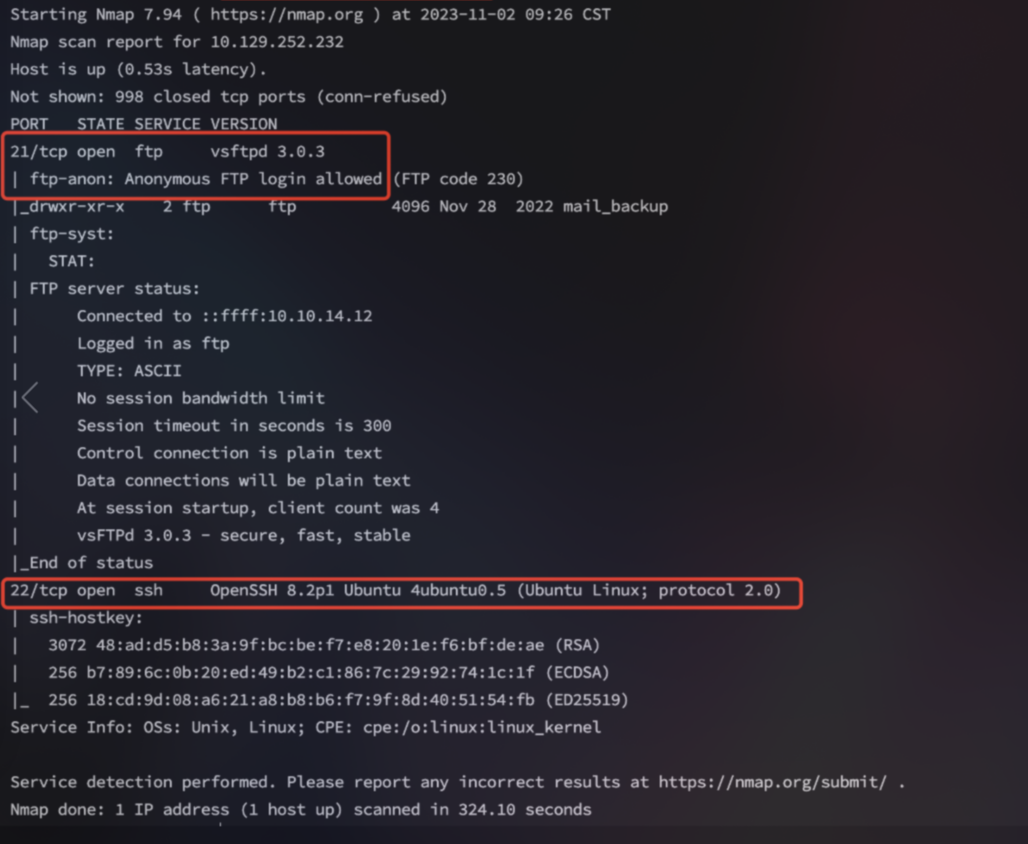 Starting Nmap 7.94 ( https://nmap.org ) at 2023-11-02 09:26 CST
Nmap scan report for 10.129.252.232
Host is up (0.53s latency).
Not shown: 998 closed tcp ports (conn-refused)
PORT   STATE SERVICE VERSION
21/tcp open  ftp     vsftpd 3.0.3
| ftp-anon: Anonymous FTP login allowed (FTP code 230)
|_drwxr-xr-x    2 ftp      ftp          4096 Nov 28  2022 mail_backup
| ftp-syst:
|   STAT:
| FTP server status:
|      Connected to ::ffff:10.10.14.12
|      Logged in as ftp
|      TYPE: ASCII
|      No session bandwidth limit
|      Session timeout in seconds is 300
|      Control connection is plain text
|      Data connections will be plain text
|      At session startup, client count was 4
|      vsFTPd 3.0.3 - secure, fast, stable
|_End of status
22/tcp open  ssh     OpenSSH 8.2p1 Ubuntu 4ubuntu0.5 (Ubuntu Linux; protocol 2.0)
| ssh-hostkey:
|   3072 48:ad:d5:b8:3a:9f:bc:be:f7:e8:20:1e:f6:bf:de:ae (RSA)
|   256 b7:89:6c:0b:20:ed:49:b2:c1:86:7c:29:92:74:1c:1f (ECDSA)
|_  256 18:cd:9d:08:a6:21:a8:b8:b6:f7:9f:8d:40:51:54:fb (ED25519)
Service Info: OSs: Unix, Linux; CPE: cpe:/o:linux:linux_kernel
Service detection performed. Please report any incorrect results at https://nmap.org/submit/ .
Nmap done: 1 IP address (1 host up) scanned in 324.10 seconds